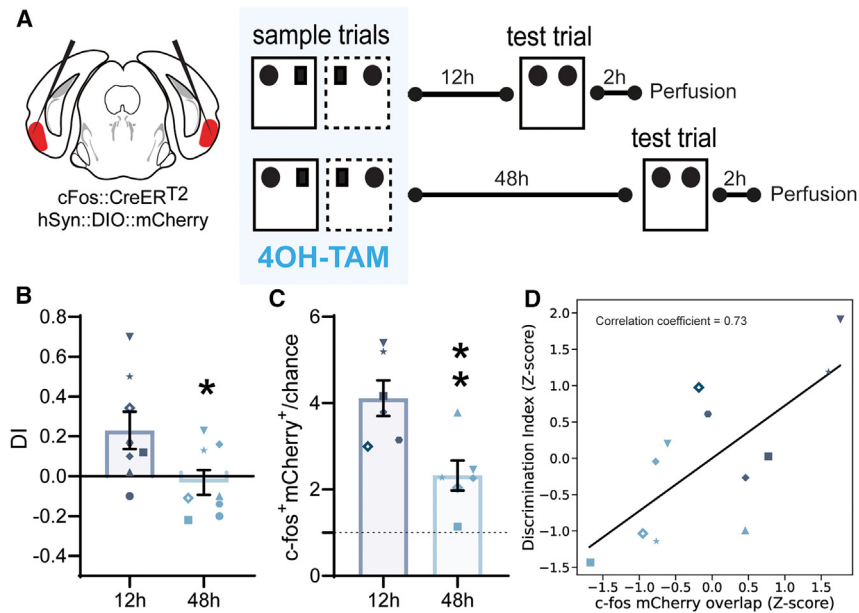 A
sample trials
test trial
12h
2h
Perfusion
test trial
48h
2h
Perfusion
cFos::CreERT2
hSyn::DIO::mCherry
4OH-TAM
B
DI
0.8
0.6
0.4
0.2
0.0
-0.2
-0.4
*
12h
48h
C
c-fos+mCherry+/chance
6
4
2
0
*
*
12h
48h
D
Correlation coefficient = 0.73
Discrimination Index (Z-score)
2.0
1.5
1.0
0.5
0.0
−0.5
−1.0
−1.5
−1.5
−1.0
−0.5
0.0
0.5
1.0
1.5
c-fos mCherry overlap (Z-score)